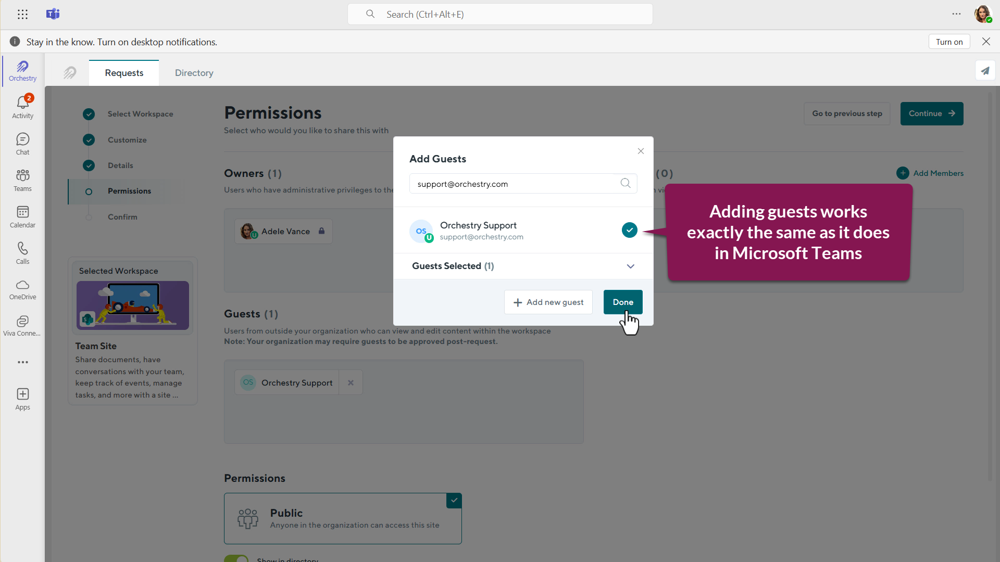 Search (Ctrl+Alt+E)
Stay in the know. Turn on desktop notifications.
Turn on
Orchestry
Requests
Directory
2
Activity
Chat
Teams
Calendar
Calls
OneDrive
Viva Conne...
Apps
Select Workspace
Customize
Details
Permissions
Confirm
Permissions
Select who would you like to share this with
Go to previous step
Continue
Owners (1)
Users who have administrative privileges to the
Adele Vance
(0)
Add Members
Add Guests
support@orchestry.com
OS
U
Orchestry Support
support@orchestry.com
Guests Selected (1)
Add new guest
Done
Adding guests works
exactly the same as it does
in Microsoft Teams
Selected Workspace
Team Site
Share documents, have
conversations with your team,
keep track of events, manage
tasks, and more with a site ...
Guests (1)
Users from outside your organization who can view and edit content within the workspace
Note: Your organization may require guests to be approved post-request.
OS
Orchestry Support
Permissions
Public
Anyone in the organization can access this site
Show in directory